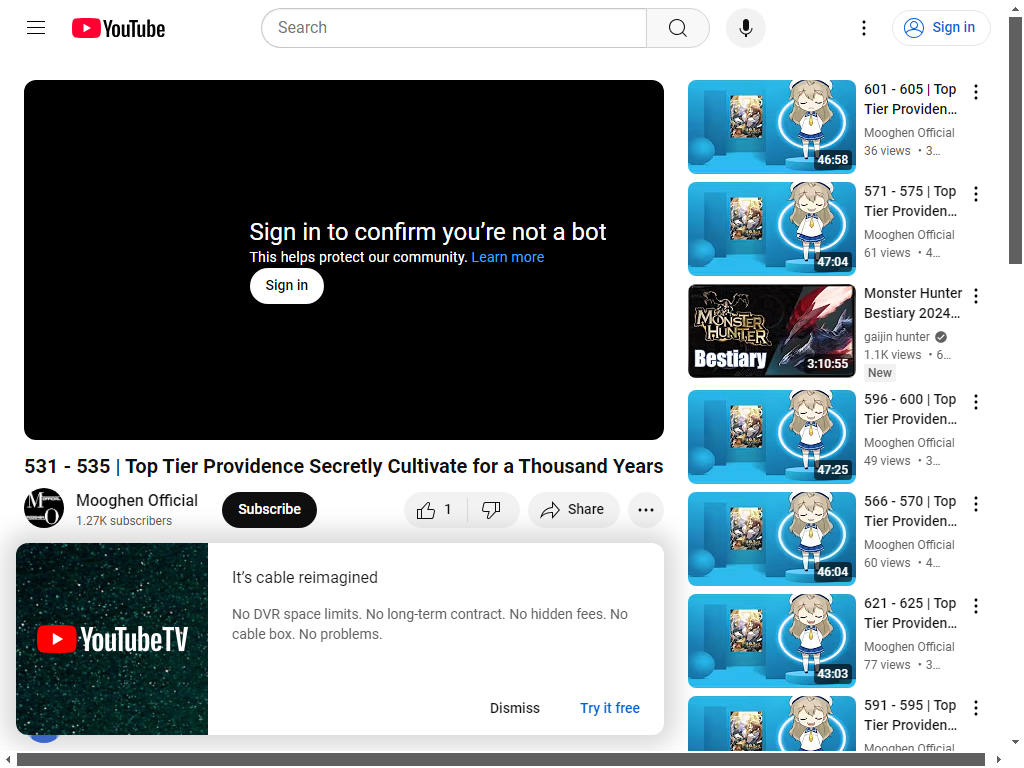 YouTube
Search
Sign in
Sign in to confirm you’re not a bot
This helps protect our community. Learn more
Sign in
531 - 535 | Top Tier Providence Secretly Cultivate for a Thousand Years
Mooghen Official
1.27K subscribers
Subscribe
1
Share
YouTubeTV
It’s cable reimagined
No DVR space limits. No long-term contract. No hidden fees. No
cable box. No problems.
Dismiss
Try it free
46:58
601 - 605 | Top
Tier Providen…
Mooghen Official
36 views • 3…
47:04
571 - 575 | Top
Tier Providen…
Mooghen Official
61 views • 4…
MONSTER
HUNTER
Bestiary
3:10:55
Monster Hunter
Bestiary 2024…
gaijin hunter
1.1K views • 6…
New
47:25
596 - 600 | Top
Tier Providen…
Mooghen Official
49 views • 3…
46:04
566 - 570 | Top
Tier Providen…
Mooghen Official
60 views • 4…
43:03
621 - 625 | Top
Tier Providen…
Mooghen Official
77 views • 3…
591 - 595 | Top
Tier Providen…
Mooghen Official